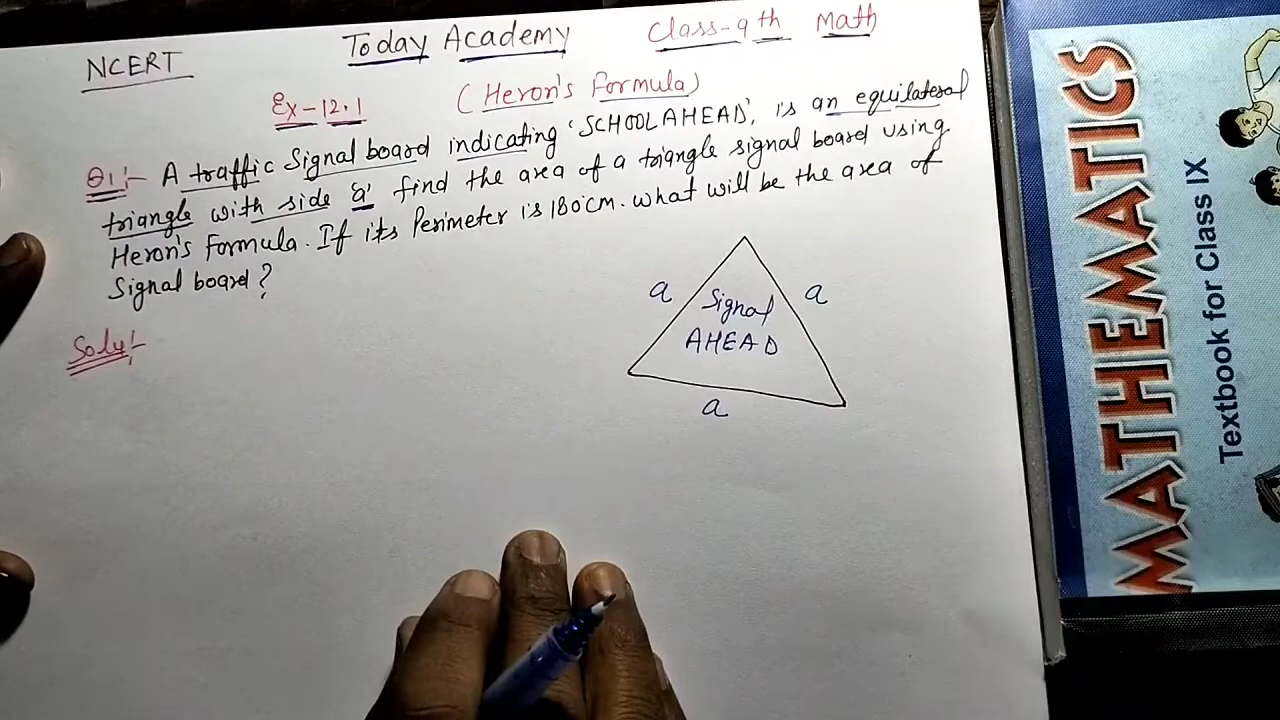 NCERT
Today Academy
Class-9th Math
Ex-12.1
(Heron's Formula)
Q1:- A traffic Signal board indicating 'SCHOOL AHEAD', is an equilateral
triangle with side 'a' find the area of a triangle signal board using
Heron's Formula. If its Perimeter is 180cm. what will be the area of
Signal board?
Soln:-
a
a
Signal
AHEAD
a
MATHEMATICS
Textbook for Class IX